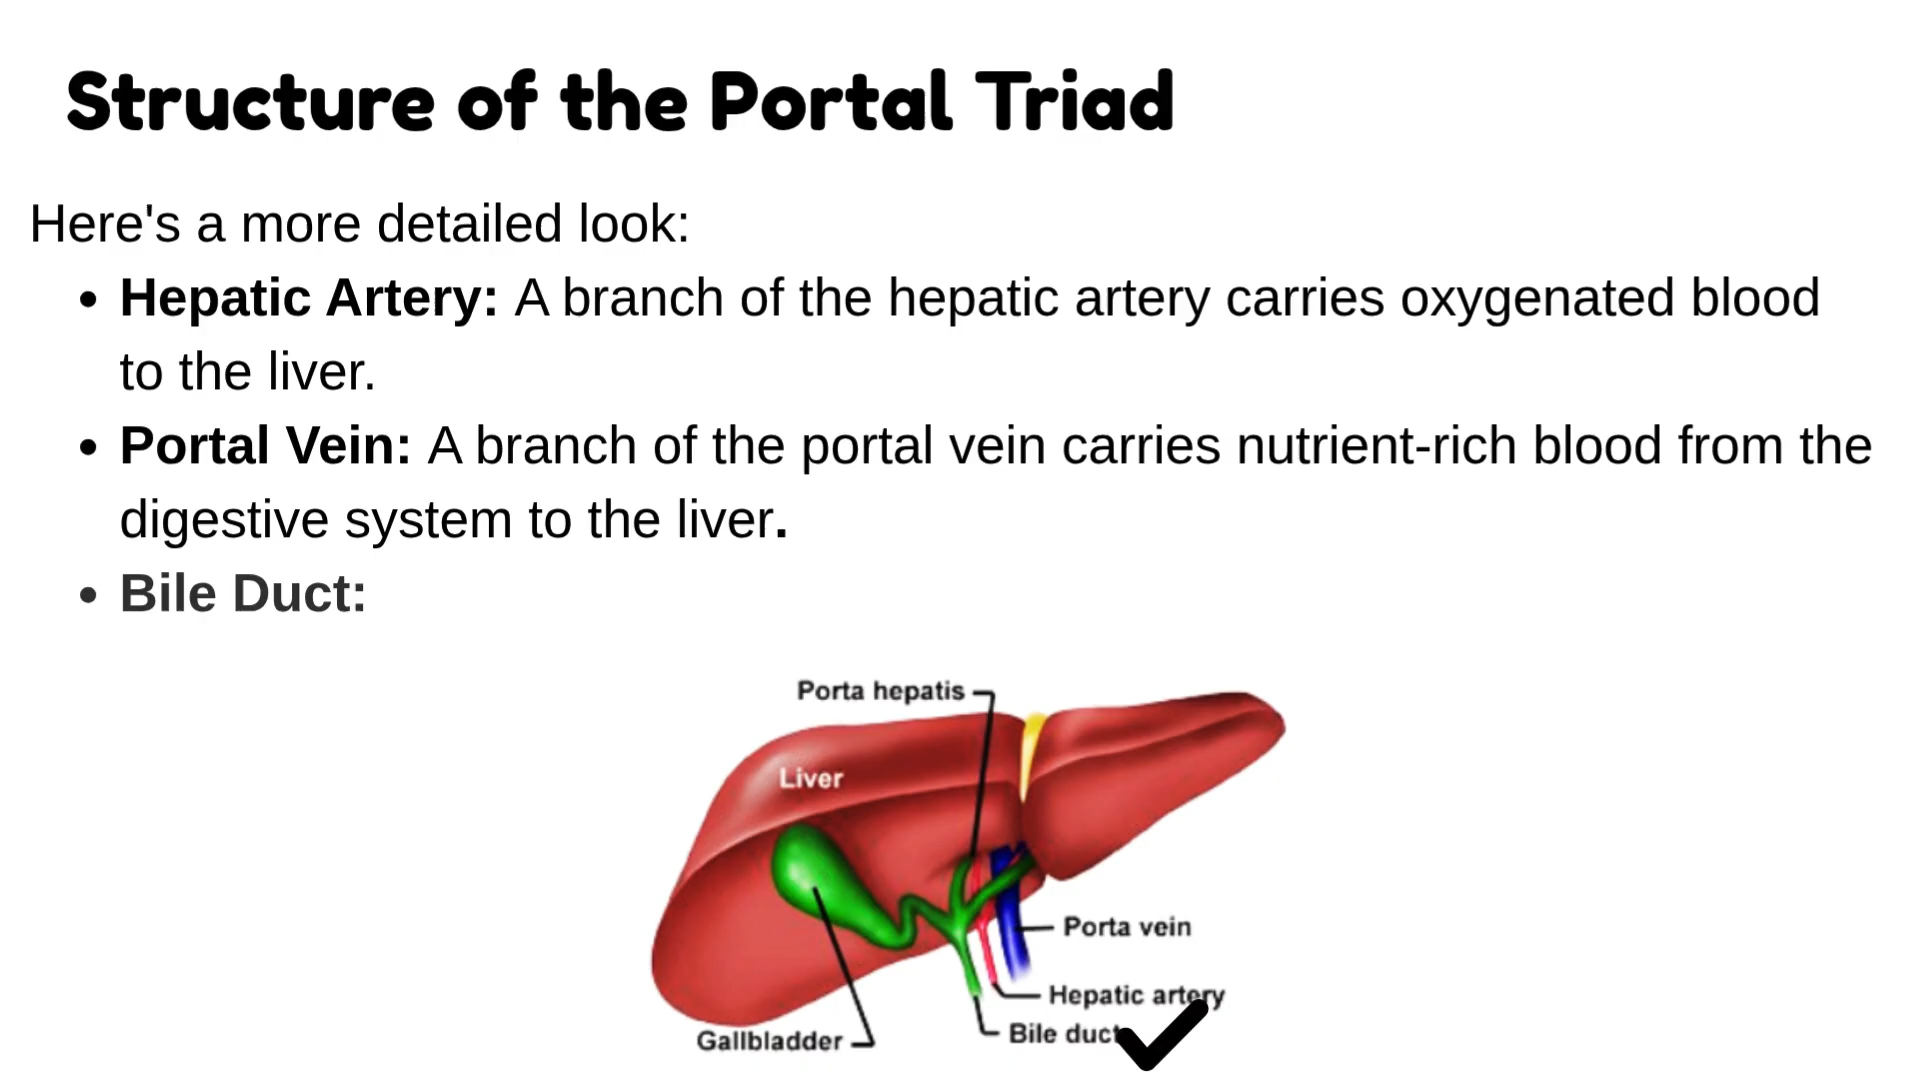 Structure of the Portal Triad
Here's a more detailed look:
• Hepatic Artery: A branch of the hepatic artery carries oxygenated blood
to the liver.
• Portal Vein: A branch of the portal vein carries nutrient-rich blood from the
digestive system to the liver.
• Bile Duct:
Porta hepatis
Liver
Porta vein
Hepatic artery
Bile duct
Gallbladder